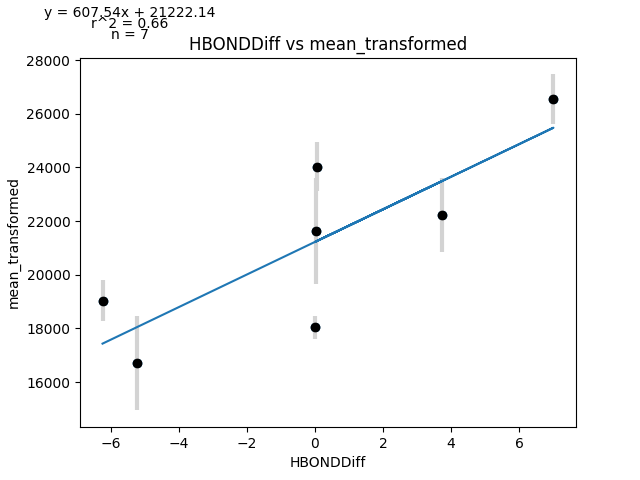 y = 607.54x + 21222.14
r^2 = 0.66
n = 7
HBONDDiff vs mean_transformed
28000
26000
24000
22000
20000
18000
16000
mean_transformed
−6
−4
−2
0
2
4
6
HBONDDiff